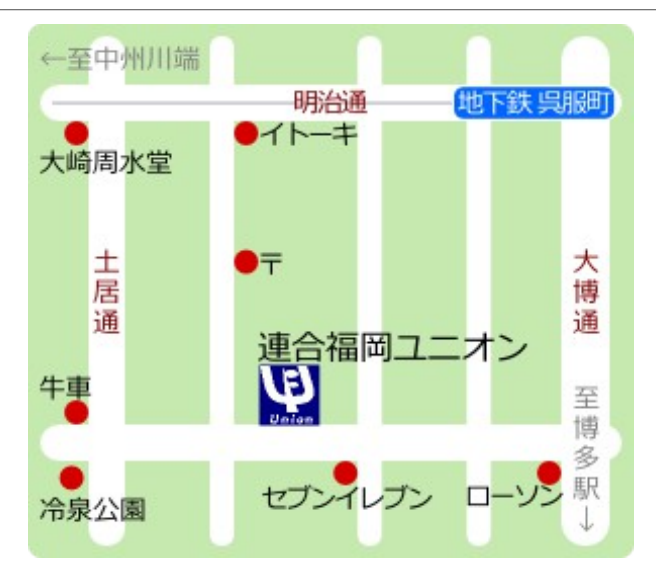 ←至中州川端
明治通
地下鉄 呉服町
大崎周水堂
イトーキ
土居通
〒
大博通
連合福岡ユニオン
Union
牛車
至博多駅→
冷泉公園
セブンイレブン
ローソン